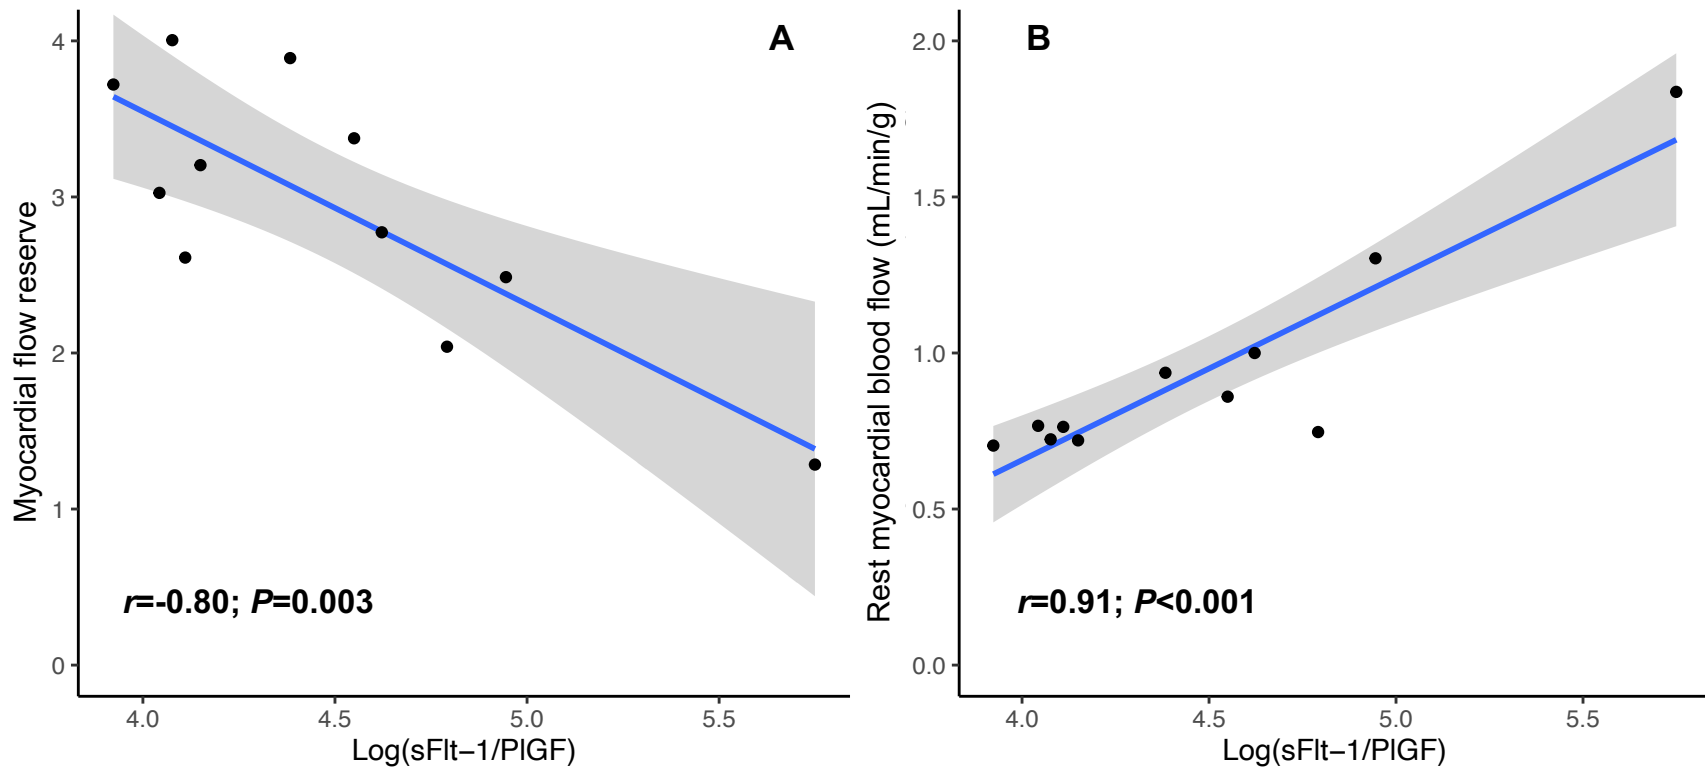 A
Myocardial flow reserve
4
3
2
1
0
r=-0.80; P=0.003
4.0 4.5 5.0 5.5
Log(sFlt−1/PlGF)
B
Rest myocardial blood flow (mL/min/g)
2.0
1.5
1.0
0.5
0.0
r=0.91; P<0.001
4.0 4.5 5.0 5.5
Log(sFlt−1/PlGF)